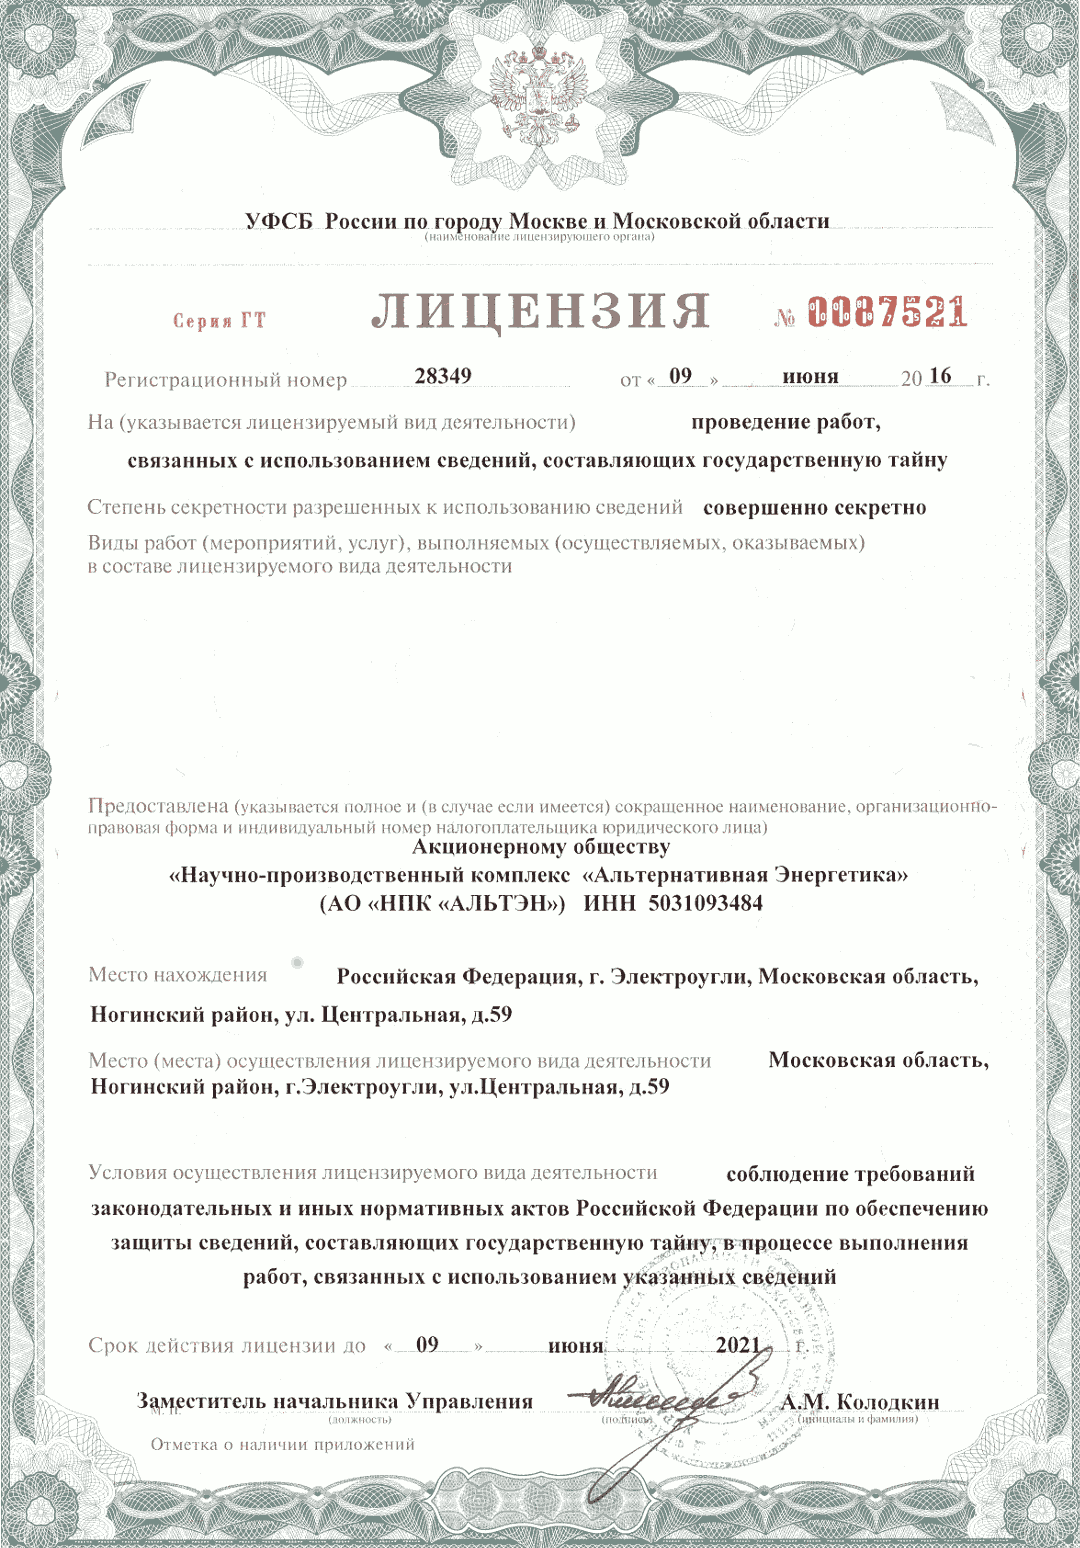 УФСБ России по городу Москве и Московской области
(наименование лицензирующего органа)
Серия ГТ ЛИЦЕНЗИЯ № 0087521
Регистрационный номер 28349 от « 09 » июня 20 16 г.
На (указывается лицензируемый вид деятельности) проведение работ,
связанных с использованием сведений, составляющих государственную тайну
Степень секретности разрешенных к использованию сведений совершенно секретно
Виды работ (мероприятий, услуг), выполняемых (осуществляемых, оказываемых)
в составе лицензируемого вида деятельности
Предоставлена (указывается полное и (в случае если имеется) сокращенное наименование, организационно-
правовая форма и индивидуальный номер налогоплательщика юридического лица)
Акционерному обществу
«Научно-производственный комплекс «Альтернативная Энергетика»
(АО «НПК «АЛЬТЭН») ИНН 5031093484
Место нахождения Российская Федерация, г. Электроугли, Московская область,
Ногинский район, ул. Центральная, д.59
Место (места) осуществления лицензируемого вида деятельности Московская область,
Ногинский район, г.Электроугли, ул.Центральная, д.59
Условия осуществления лицензируемого вида деятельности соблюдение требований
законодательных и иных нормативных актов Российской Федерации по обеспечению
защиты сведений, составляющих государственную тайну, в процессе выполнения
работ, связанных с использованием указанных сведений
Срок действия лицензии до « 09 » июня 2021 г.
Заместитель начальника Управления А.М. Колодкин
М. П. (должность) (подпись) (инициалы и фамилия)
Отметка о наличии приложений